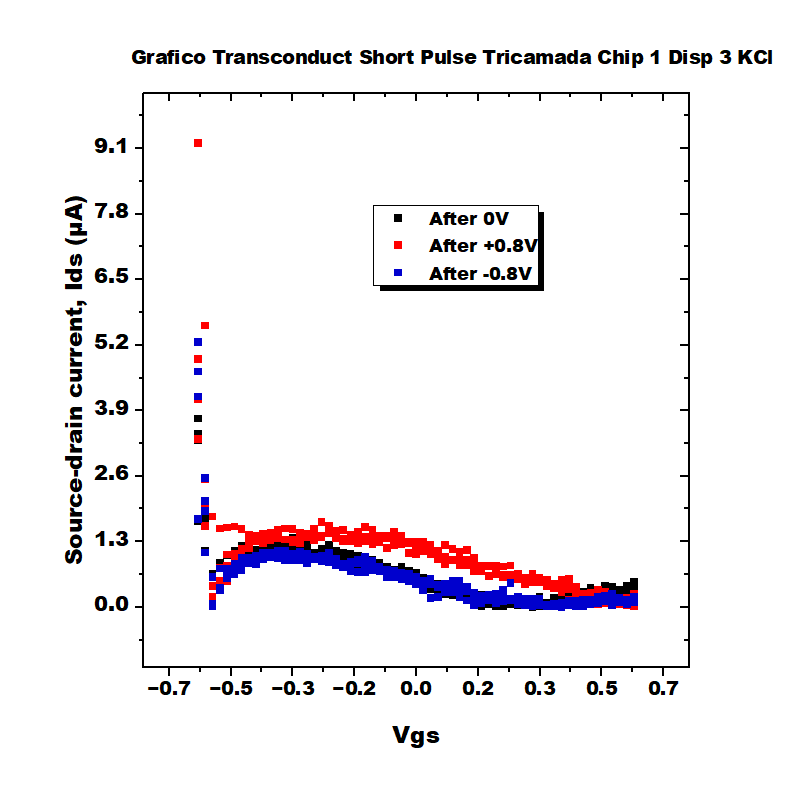 Grafico Transconduct Short Pulse Tricamada Chip 1 Disp 3 KCl
9.1
7.8
6.5
5.2
3.9
2.6
1.3
0.0
Source-drain current, Ids (μA)
After 0V
After +0.8V
After -0.8V
−0.7 −0.5 −0.3 −0.2 0.0 0.2 0.3 0.5 0.7
Vgs